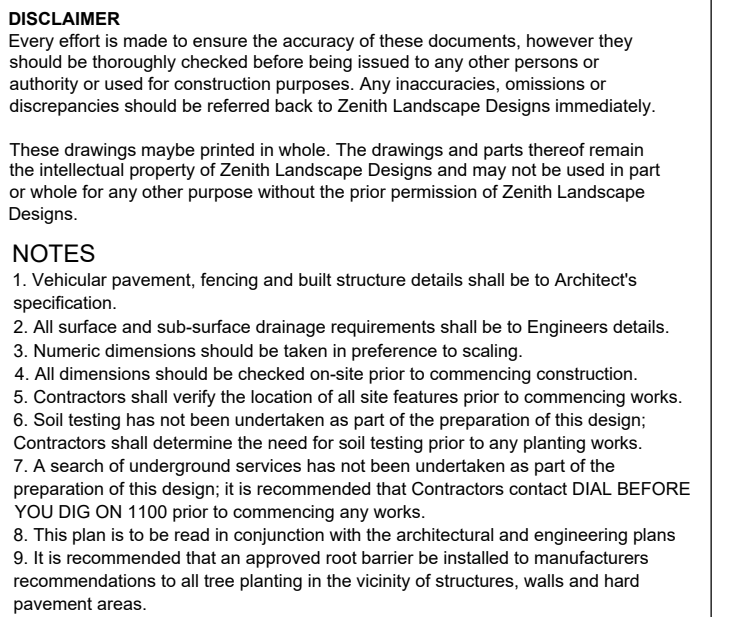 DISCLAIMER
Every effort is made to ensure the accuracy of these documents, however they
should be thoroughly checked before being issued to any other persons or
authority or used for construction purposes. Any inaccuracies, omissions or
discrepancies should be referred back to Zenith Landscape Designs immediately.
These drawings maybe printed in whole. The drawings and parts thereof remain
the intellectual property of Zenith Landscape Designs and may not be used in part
or whole for any other purpose without the prior permission of Zenith Landscape
Designs.
NOTES
1. Vehicular pavement, fencing and built structure details shall be to Architect's
specification.
2. All surface and sub-surface drainage requirements shall be to Engineers details.
3. Numeric dimensions should be taken in preference to scaling.
4. All dimensions should be checked on-site prior to commencing construction.
5. Contractors shall verify the location of all site features prior to commencing works.
6. Soil testing has not been undertaken as part of the preparation of this design;
Contractors shall determine the need for soil testing prior to any planting works.
7. A search of underground services has not been undertaken as part of the
preparation of this design; it is recommended that Contractors contact DIAL BEFORE
YOU DIG ON 1100 prior to commencing any works.
8. This plan is to be read in conjunction with the architectural and engineering plans
9. It is recommended that an approved root barrier be installed to manufacturers
recommendations to all tree planting in the vicinity of structures, walls and hard
pavement areas.